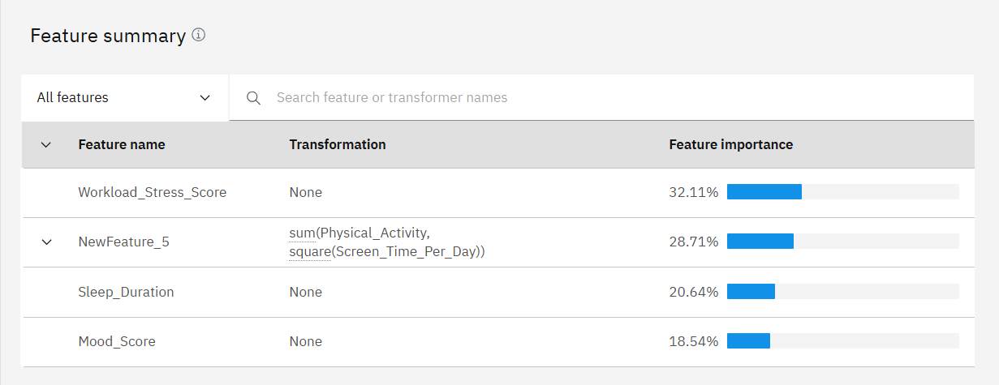 Feature summary
All features
Search feature or transformer names
Feature name Transformation Feature importance
Workload_Stress_Score None 32.11%
NewFeature_5 sum(Physical_Activity, 28.71%
square(Screen_Time_Per_Day))
Sleep_Duration None 20.64%
Mood_Score None 18.54%